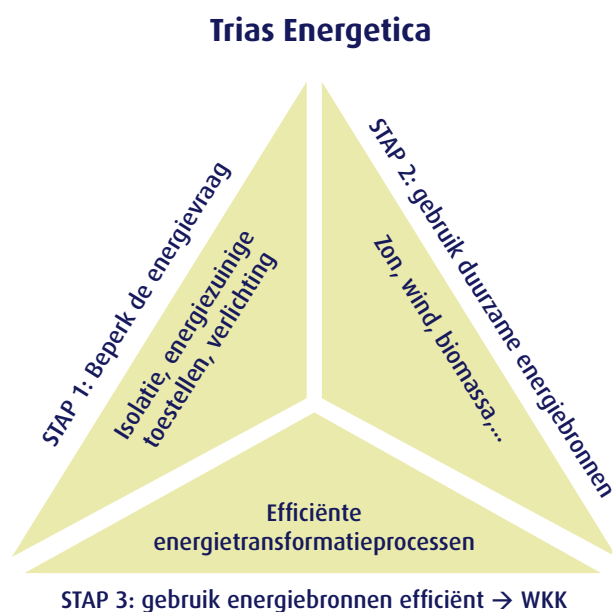 Trias Energetica
STAP 1: Beperk de energievraag
Isolatie, energiezuinige
toestellen, verlichting
STAP 2: gebruik duurzame energiebronnen
Zon, wind, biomassa,...
Efficiënte
energietransformatieprocessen
STAP 3: gebruik energiebronnen efficiënt → WKK